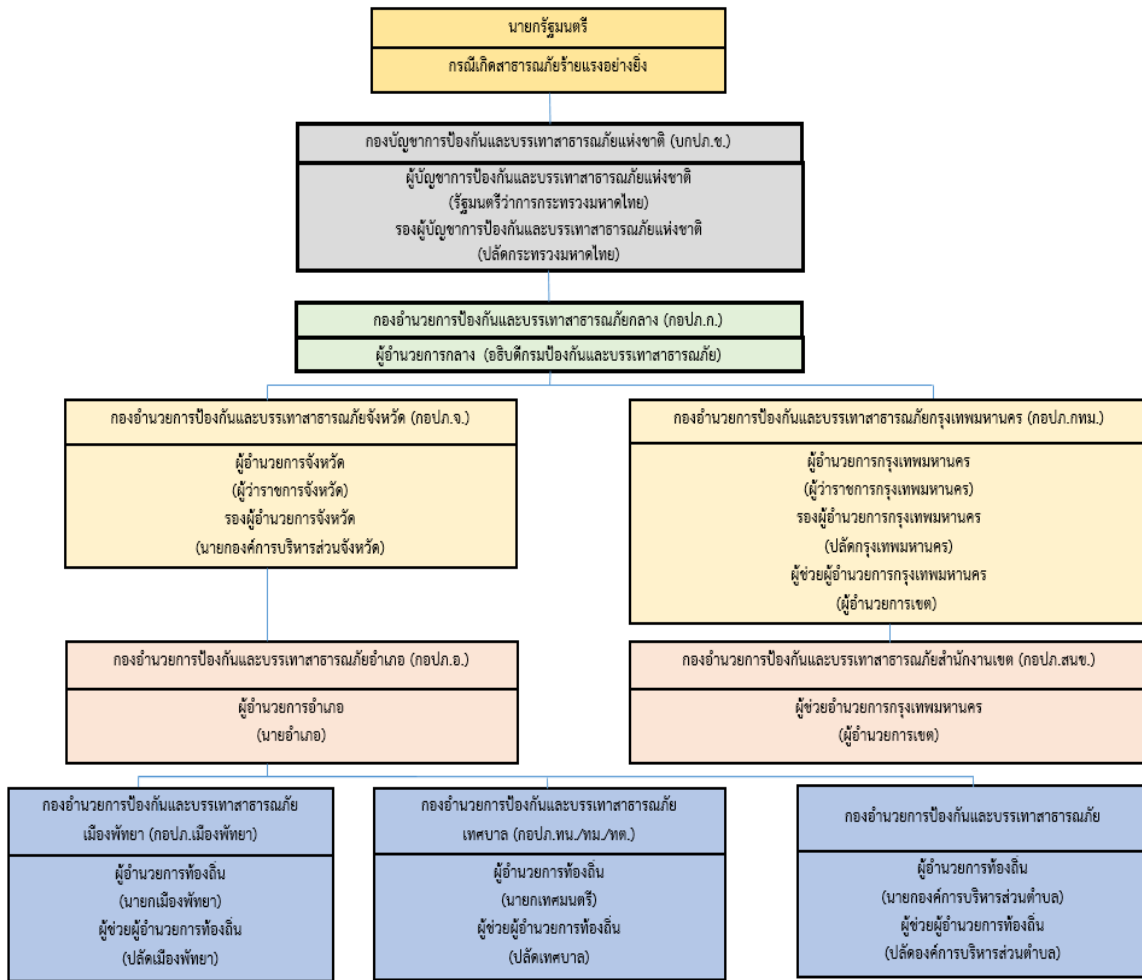 นายกรัฐมนตรี
กรณีเกิดสาธารณภัยร้ายแรงอย่างยิ่ง
กองบัญชาการป้องกันและบรรเทาสาธารณภัยแห่งชาติ (บกปภ.ช.)
ผู้บัญชาการป้องกันและบรรเทาสาธารณภัยแห่งชาติ
(รัฐมนตรีว่าการกระทรวงมหาดไทย)
รองผู้บัญชาการป้องกันและบรรเทาสาธารณภัยแห่งชาติ
(ปลัดกระทรวงมหาดไทย)
กองอำนวยการป้องกันและบรรเทาสาธารณภัยกลาง (กอปภ.ก.)
ผู้อำนวยการกลาง (อธิบดีกรมป้องกันและบรรเทาสาธารณภัย)
กองอำนวยการป้องกันและบรรเทาสาธารณภัยจังหวัด (กอปภ.จ.)
ผู้อำนวยการจังหวัด
(ผู้ว่าราชการจังหวัด)
รองผู้อำนวยการจังหวัด
(นายกองค์การบริหารส่วนจังหวัด)
กองอำนวยการป้องกันและบรรเทาสาธารณภัยกรุงเทพมหานคร (กอปภ.กทม.)
ผู้อำนวยการกรุงเทพมหานคร
(ผู้ว่าราชการกรุงเทพมหานคร)
รองผู้อำนวยการกรุงเทพมหานคร
(ปลัดกรุงเทพมหานคร)
ผู้ช่วยผู้อำนวยการกรุงเทพมหานคร
(ผู้อำนวยการเขต)
กองอำนวยการป้องกันและบรรเทาสาธารณภัยอำเภอ (กอปภ.อ.)
ผู้อำนวยการอำเภอ
(นายอำเภอ)
กองอำนวยการป้องกันและบรรเทาสาธารณภัยสำนักงานเขต (กอปภ.สนข.)
ผู้ช่วยอำนวยการกรุงเทพมหานคร
(ผู้อำนวยการเขต)
กองอำนวยการป้องกันและบรรเทาสาธารณภัย
เมืองพัทยา (กอปภ.เมืองพัทยา)
ผู้อำนวยการท้องถิ่น
(นายกเมืองพัทยา)
ผู้ช่วยผู้อำนวยการท้องถิ่น
(ปลัดเมืองพัทยา)
กองอำนวยการป้องกันและบรรเทาสาธารณภัย
เทศบาล (กอปภ.ทน./ทม./ทต.)
ผู้อำนวยการท้องถิ่น
(นายกเทศมนตรี)
ผู้ช่วยผู้อำนวยการท้องถิ่น
(ปลัดเทศบาล)
กองอำนวยการป้องกันและบรรเทาสาธารณภัย
ผู้อำนวยการท้องถิ่น
(นายกองค์การบริหารส่วนตำบล)
ผู้ช่วยผู้อำนวยการท้องถิ่น
(ปลัดองค์การบริหารส่วนตำบล)